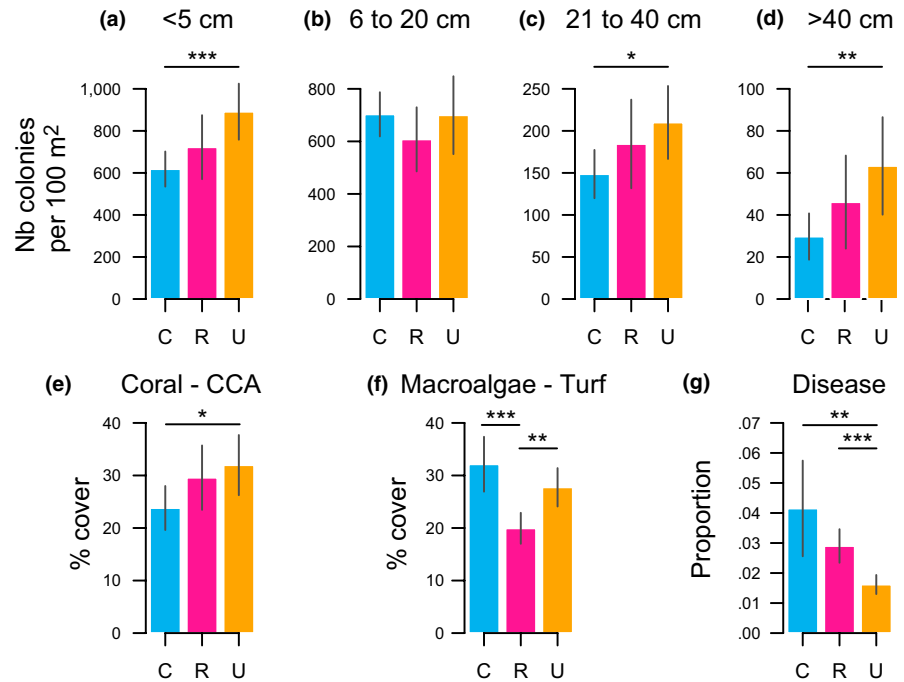 (a) <5 cm
(b) 6 to 20 cm
(c) 21 to 40 cm
(d) >40 cm
Nb colonies
per 100 m²
1,000
800
600
400
200
0
***
C R U
800
600
400
200
0
C R U
250
200
150
100
50
0
*
C R U
100
80
60
40
20
0
**
C R U
(e) Coral - CCA
% cover
40
30
20
10
0
*
C R U
(f) Macroalgae - Turf
% cover
40
30
20
10
0
***
**
C R U
(g) Disease
Proportion
.07
.06
.05
.04
.03
.02
.01
.00
**
***
C R U